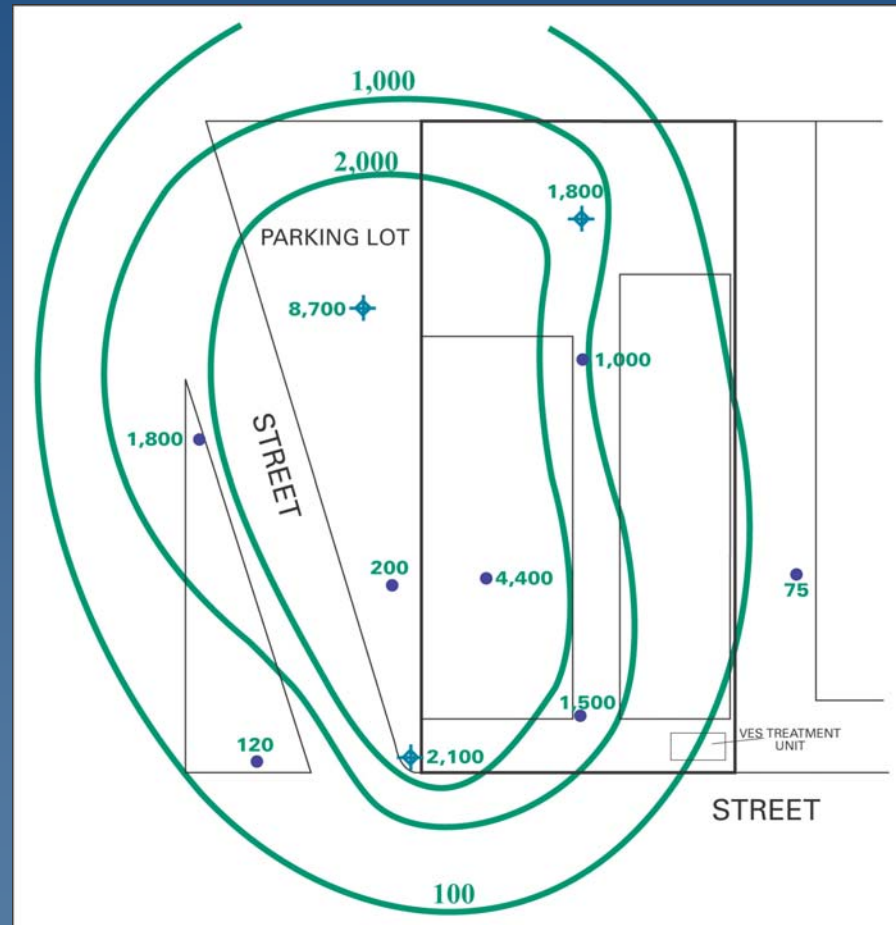 1,000
2,000
1,800
PARKING LOT
8,700
1,000
1,800
STREET
200
4,400
75
1,500
120
2,100
VES TREATMENT
UNIT
STREET
100